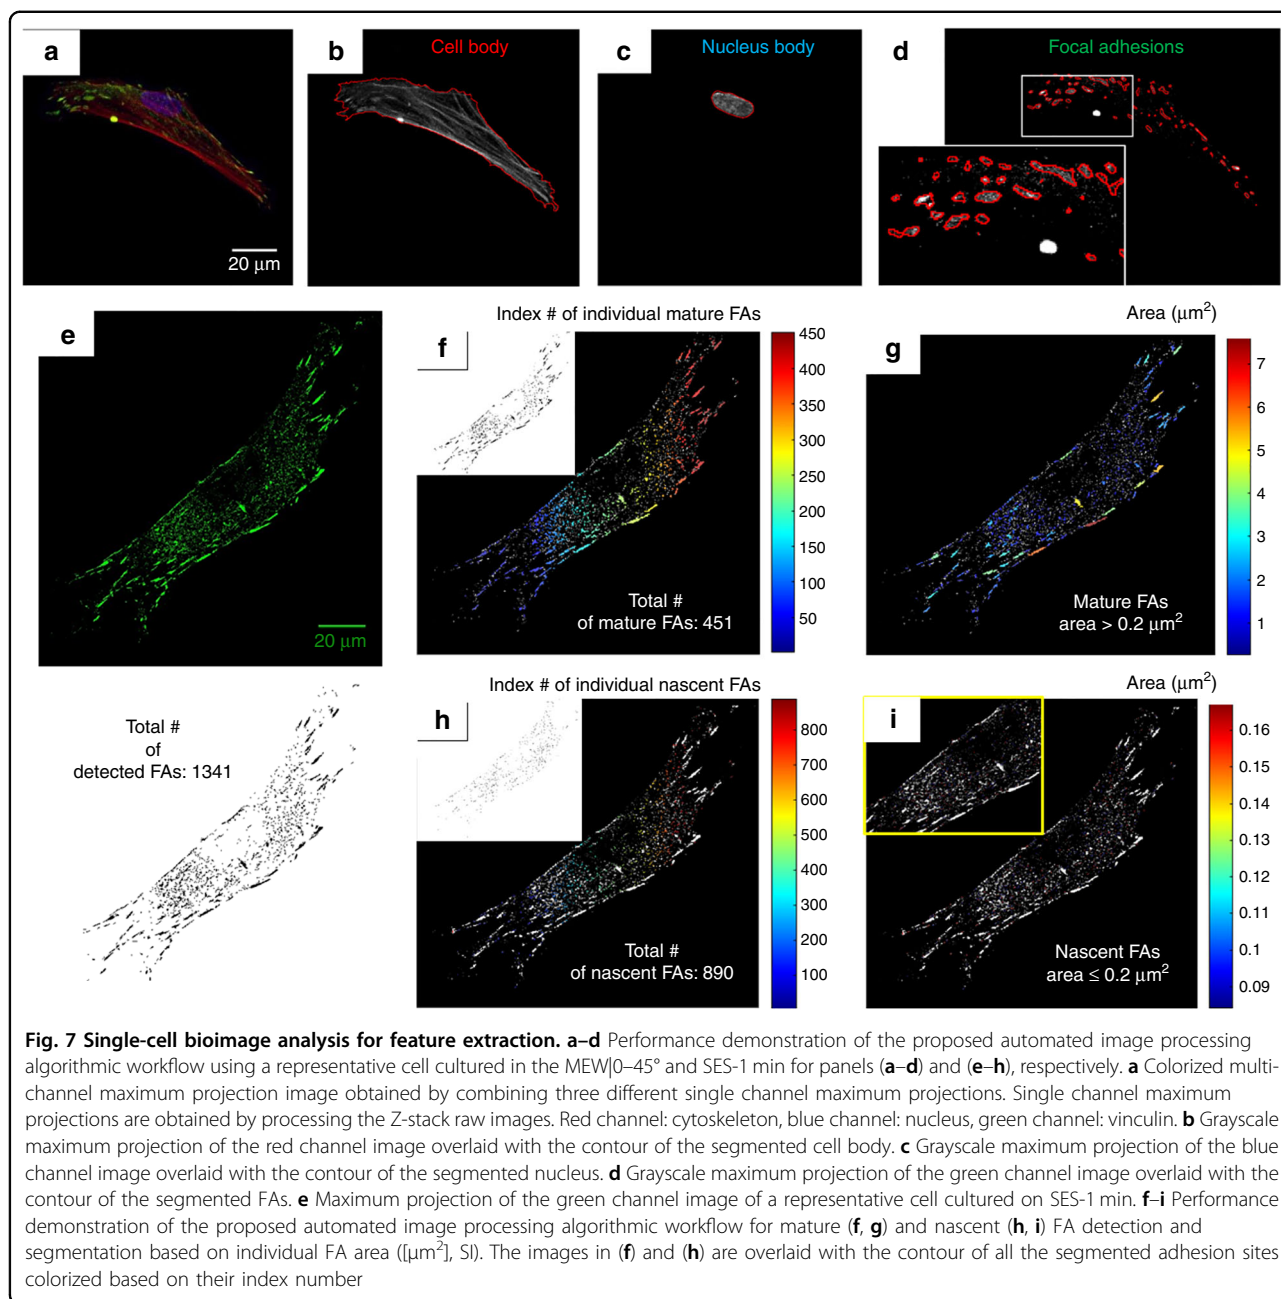 a
b
Cell body
c
Nucleus body
d
Focal adhesions
20 μm
e
20 μm
Index # of individual mature FAs
f
450
400
350
300
250
200
150
100
50
Total #
of mature FAs: 451
Area (μm²)
g
7
6
5
4
3
2
1
Mature FAs
area > 0.2 μm²
Total #
of
detected FAs: 1341
Index # of individual nascent FAs
h
800
700
600
500
400
300
200
100
Total #
of nascent FAs: 890
Area (μm²)
i
0.16
0.15
0.14
0.13
0.12
0.11
0.1
0.09
Nascent FAs
area ≤ 0.2 μm²
Fig. 7 Single-cell bioimage analysis for feature extraction. a–d Performance demonstration of the proposed automated image processing
algorithmic workflow using a representative cell cultured in the MEW|0–45° and SES-1 min for panels (a–d) and (e–h), respectively. a Colorized multi-
channel maximum projection image obtained by combining three different single channel maximum projections. Single channel maximum
projections are obtained by processing the Z-stack raw images. Red channel: cytoskeleton, blue channel: nucleus, green channel: vinculin. b Grayscale
maximum projection of the red channel image overlaid with the contour of the segmented cell body. c Grayscale maximum projection of the blue
channel image overlaid with the contour of the segmented nucleus. d Grayscale maximum projection of the green channel image overlaid with the
contour of the segmented FAs. e Maximum projection of the green channel image of a representative cell cultured on SES-1 min. f–i Performance
demonstration of the proposed automated image processing algorithmic workflow for mature (f, g) and nascent (h, i) FA detection and
segmentation based on individual FA area ([μm²], SI). The images in (f) and (h) are overlaid with the contour of all the segmented adhesion sites
colorized based on their index number